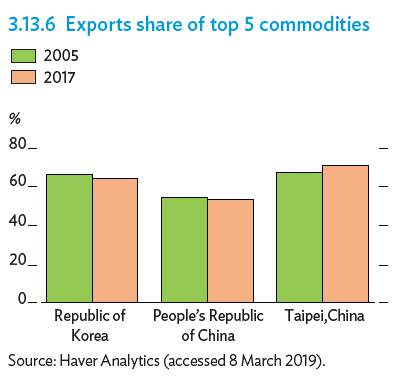 3.13.6 Exports share of top 5 commodities
2005
2017
%
80
60
40
20
0
Republic of
Korea
People's Republic
of China
Taipei,China
Source: Haver Analytics (accessed 8 March 2019).